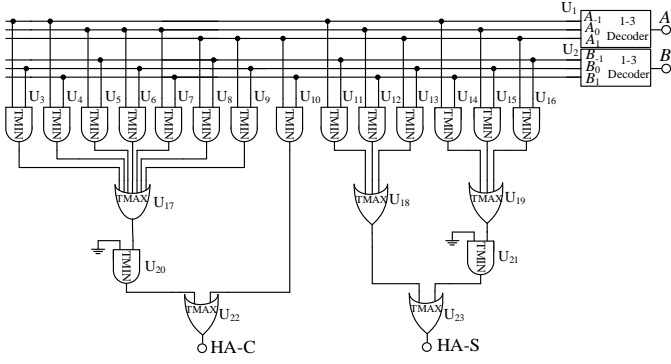 U1 A-1 1-3 A
A0 Decoder
A1
U2 B-1 1-3 B
B0 Decoder
B1
U3 U4 U5 U6 U7 U8 U9 U10 U11 U12 U13 U14 U15 U16
TMIN TMIN TMIN TMIN TMIN TMIN TMIN TMIN TMIN TMIN TMIN TMIN TMIN TMIN
TMAX U17 TMAX U18 TMAX U19
TMIN U20 TMIN U21
TMAX U22 TMAX U23
HA-C HA-S